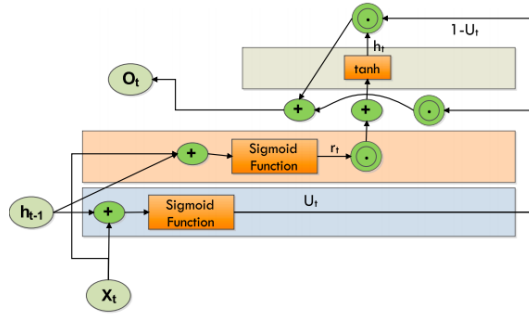 1-Ut
ht
tanh
Ot
+
+
+
Sigmoid
Function
rt
ht-1
+
Sigmoid
Function
Ut
Xt